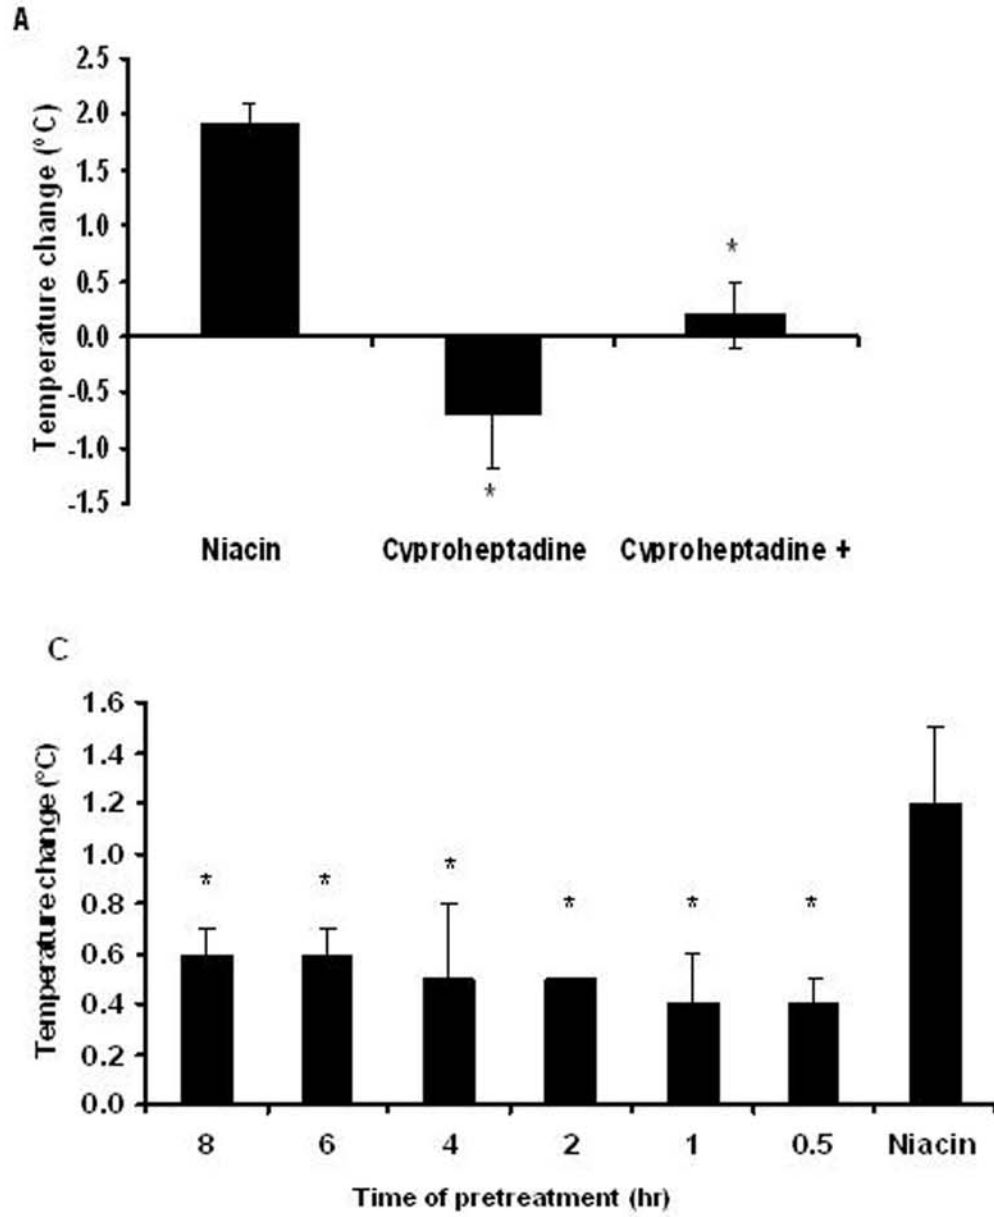 A
Temperature change (°C)
2.5
2.0
1.5
1.0
0.5
0.0
-0.5
-1.0
-1.5
*
*
Niacin Cyproheptadine Cyproheptadine +
C
Temperature change (°C)
1.6
1.4
1.2
1.0
0.8
0.6
0.4
0.2
0.0
* * * * * *
8 6 4 2 1 0.5 Niacin
Time of pretreatment (hr)